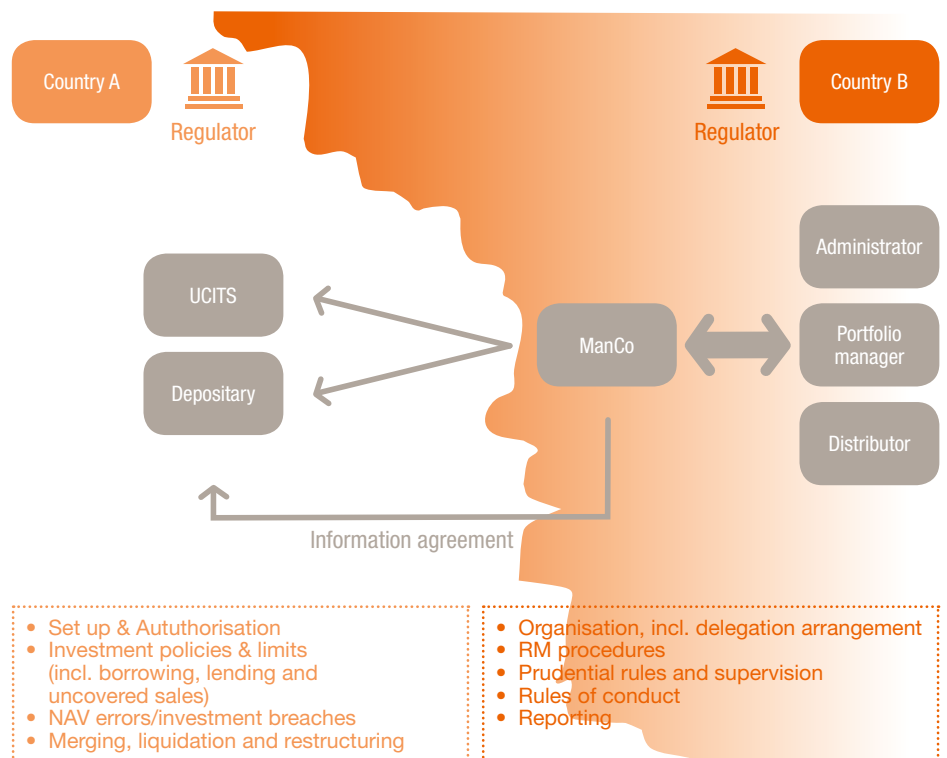 Country A
Regulator
Regulator
Country B
Administrator
UCITS
ManCo
Portfolio
manager
Depositary
Distributor
Information agreement
• Set up & Aututhorisation
• Investment policies & limits
(incl. borrowing, lending and
uncovered sales)
• NAV errors/investment breaches
• Merging, liquidation and restructuring
• Organisation, incl. delegation arrangement
• RM procedures
• Prudential rules and supervision
• Rules of conduct
• Reporting